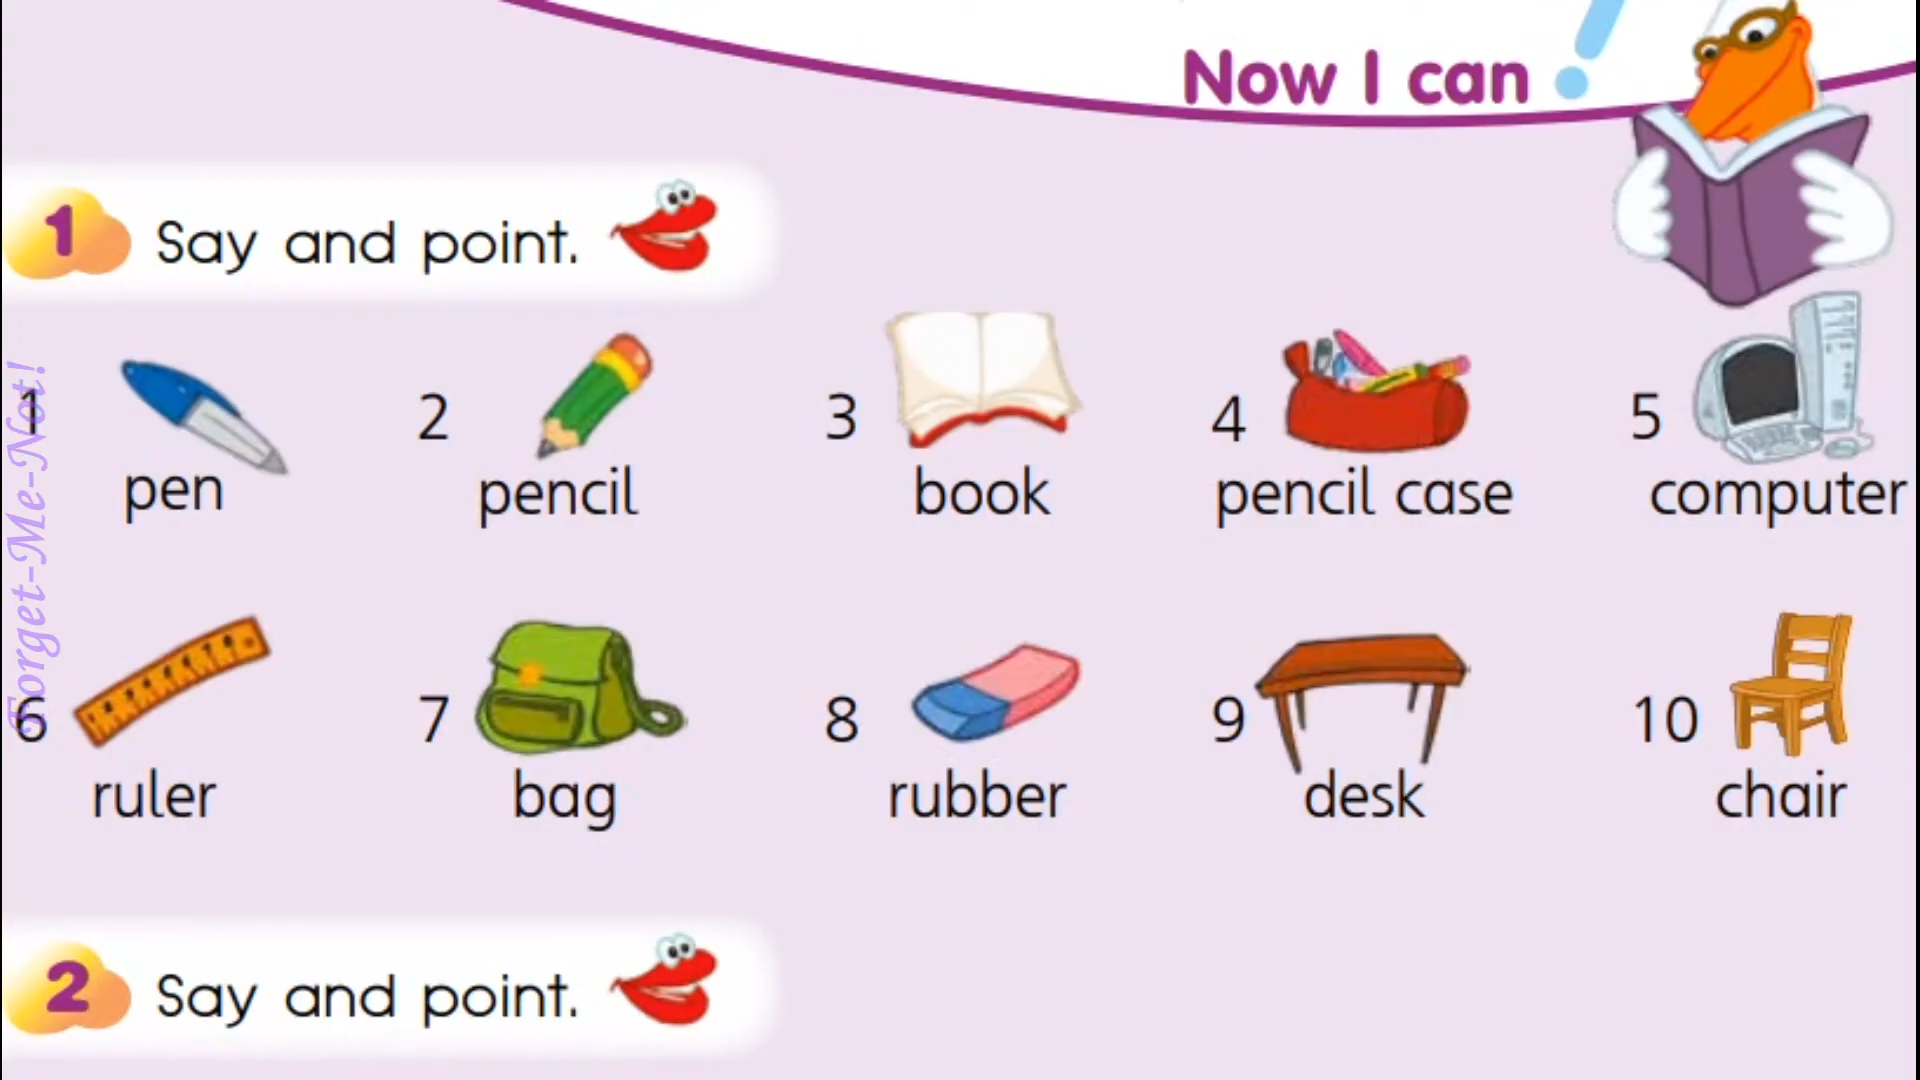 Now I can !
1 Say and point.
1 2 3 4 5
pen pencil book pencil case computer
6 7 8 9 10
ruler bag rubber desk chair
2 Say and point.
Forget-Me-Not!